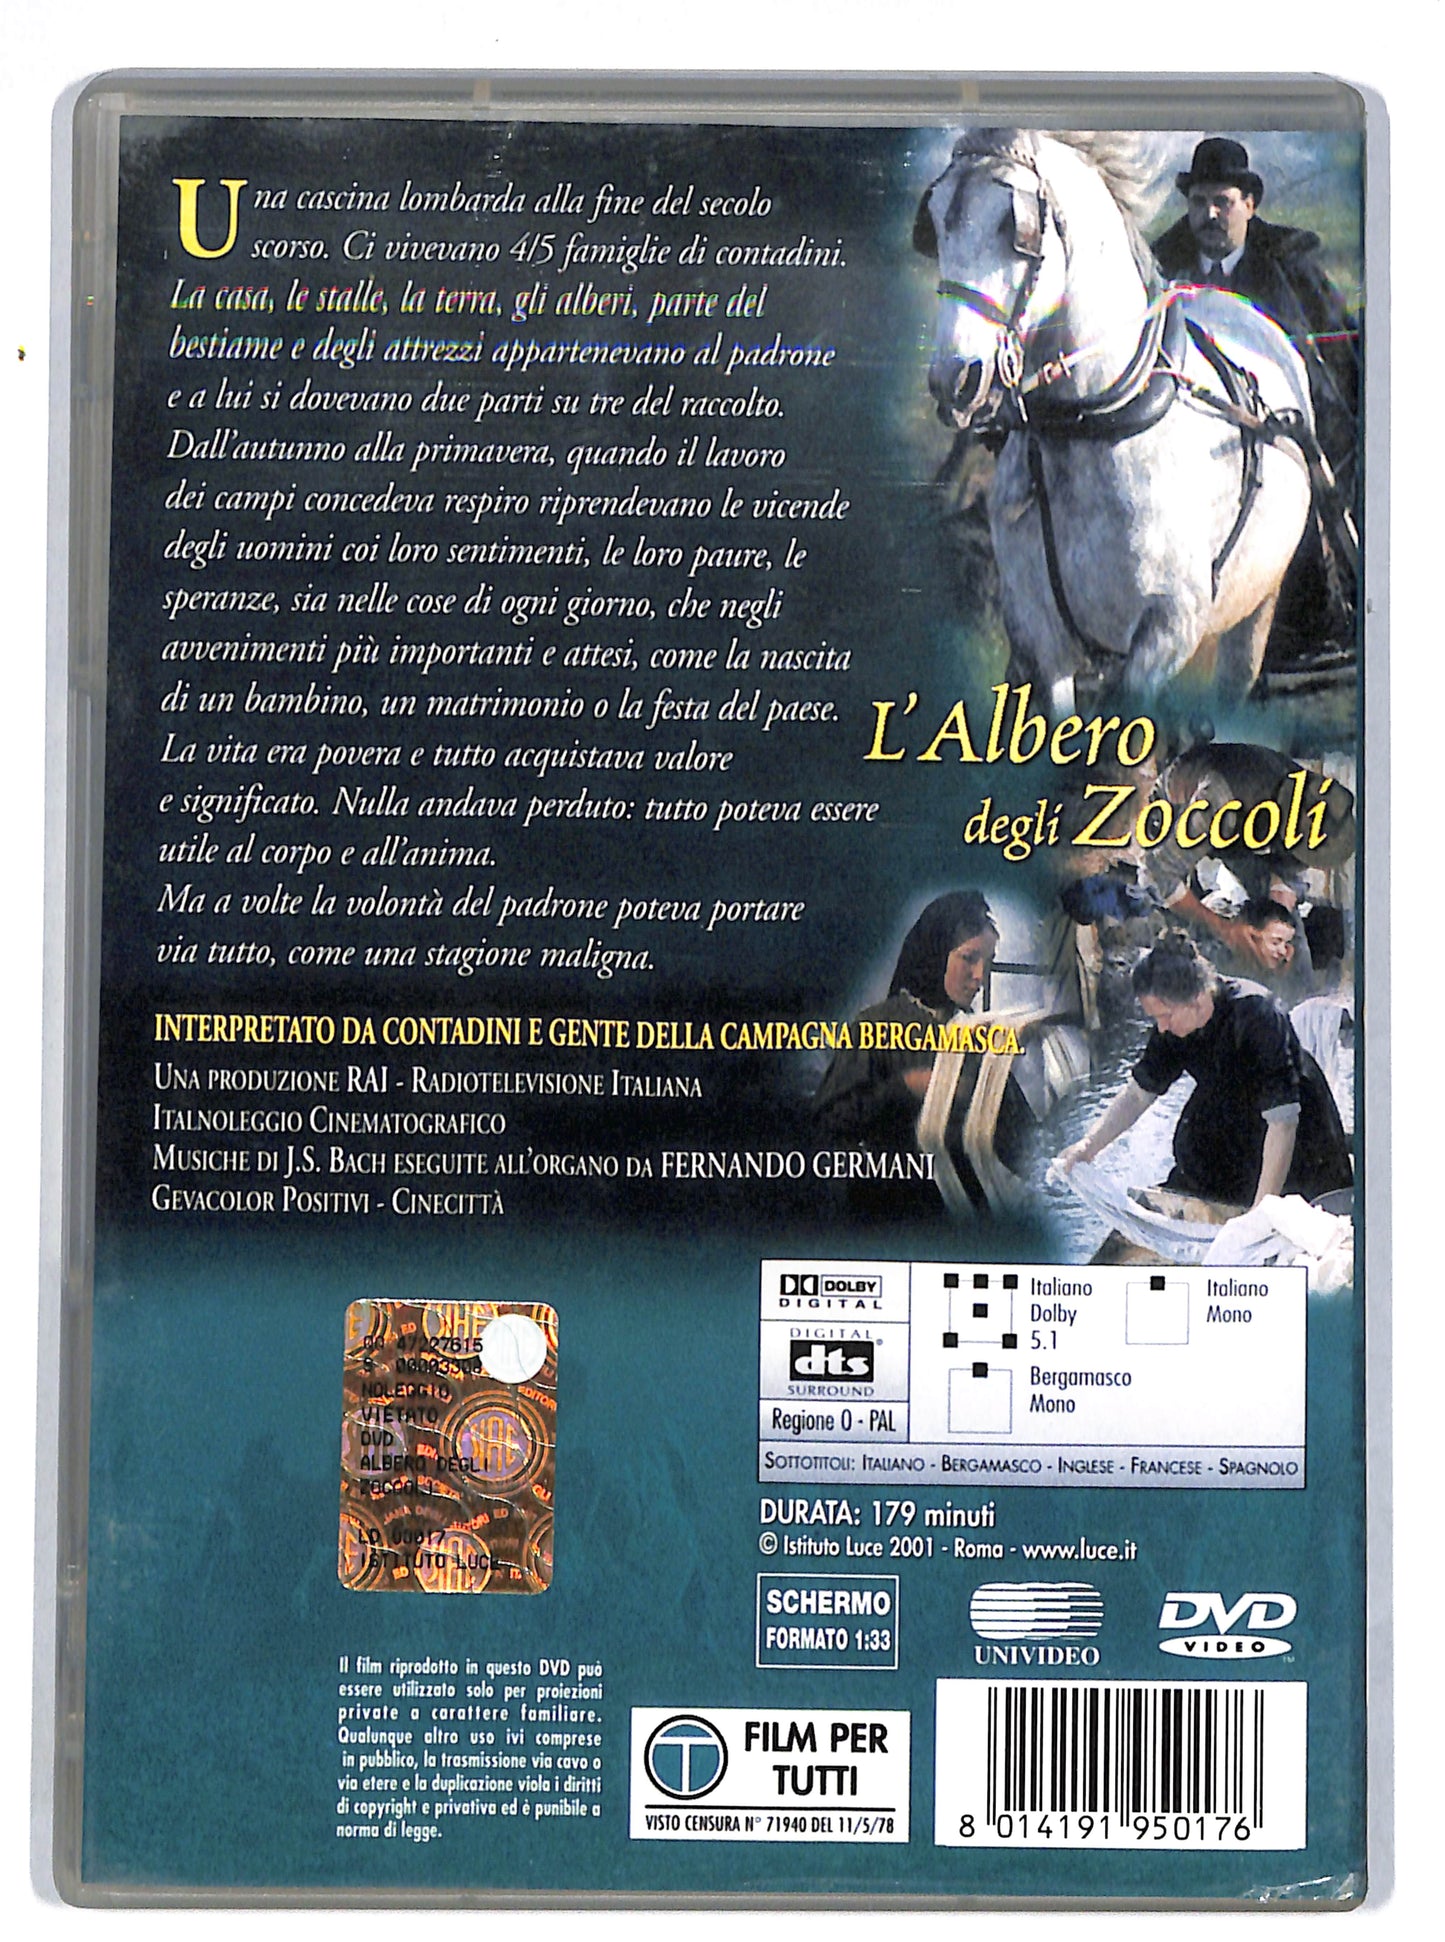 Una cascina lombarda alla fine del secolo
scorso. Ci vivevano 4/5 famiglie di contadini.
La casa, le stalle, la terra, gli alberi, parte del
bestiame e degli attrezzi appartenevano al padrone
e a lui si dovevano due parti su tre del raccolto.
Dall'autunno alla primavera, quando il lavoro
dei campi concedeva respiro riprendevano le vicende
degli uomini coi loro sentimenti, le loro paure, le
speranze, sia nelle cose di ogni giorno, che negli
avvenimenti più importanti e attesi, come la nascita
di un bambino, un matrimonio o la festa del paese.
La vita era povera e tutto acquistava valore
e significato. Nulla andava perduto: tutto poteva essere
utile al corpo e all'anima.
Ma a volte la volontà del padrone poteva portare
via tutto, come una stagione maligna.
L'Albero
degli Zoccoli
INTERPRETATO DA CONTADINI E GENTE DELLA CAMPAGNA BERGAMASCA.
UNA PRODUZIONE RAI - RADIOTELEVISIONE ITALIANA
ITALNOLEGGIO CINEMATOGRAFICO
MUSICHE DI J.S. BACH ESEGUITE ALL'ORGANO DA FERNANDO GERMANI
GEVACOLOR POSITIVI - CINECITTÀ
00 47227615
S 00003308
NOLEGGIO
VIETATO
DVD
ALBERO DEGLI
ZOCCOLI
LD 00017
ISTITUTO LUCE
DOLBY
DIGITAL
DIGITAL
dts
SURROUND
Regione 0 - PAL
Italiano
Dolby
5.1
Italiano
Mono
Bergamasco
Mono
SOTTOTITOLI: ITALIANO - BERGAMASCO - INGLESE - FRANCESE - SPAGNOLO
DURATA: 179 minuti
© Istituto Luce 2001 - Roma - www.luce.it
SCHERMO
FORMATO 1:33
UNIVIDEO
DVD
VIDEO
TM
Il film riprodotto in questo DVD può
essere utilizzato solo per proiezioni
private a carattere familiare.
Qualunque altro uso ivi comprese
in pubblico, la trasmissione via cavo o
via etere e la duplicazione viola i diritti
di copyright e privativa ed è punibile a
norma di legge.
T
FILM PER
TUTTI
VISTO CENSURA N° 71940 DEL 11/5/78
8 014191 950176